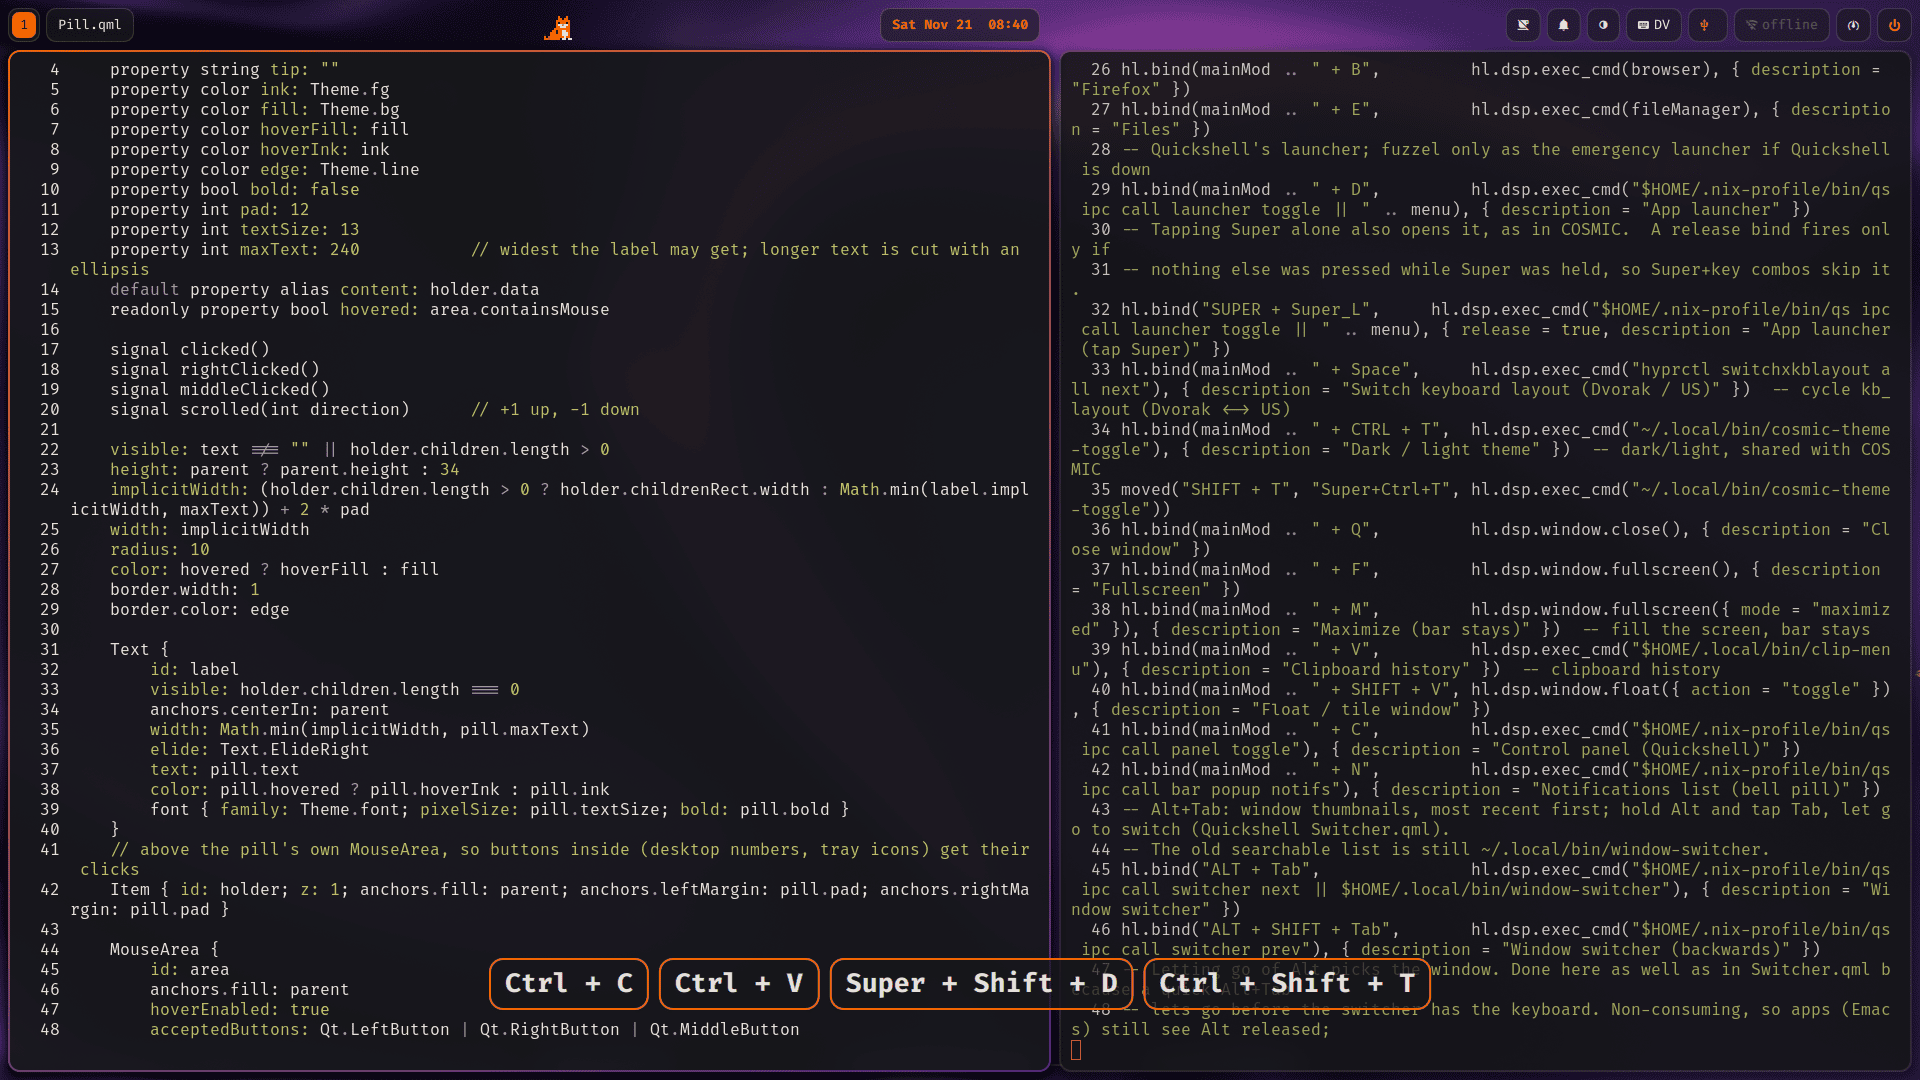 1 Pill.qml Sat Nov 21 08:40 DV offline
4 property string tip: ""
5 property color ink: Theme.fg
6 property color fill: Theme.bg
7 property color hoverFill: fill
8 property color hoverInk: ink
9 property color edge: Theme.line
10 property bool bold: false
11 property int pad: 12
12 property int textSize: 13
13 property int maxText: 240 // widest the label may get; longer text is cut with an
ellipsis
14 default property alias content: holder.data
15 readonly property bool hovered: area.containsMouse
16
17 signal clicked()
18 signal rightClicked()
19 signal middleClicked()
20 signal scrolled(int direction) // +1 up, -1 down
21
22 visible: text !== "" || holder.children.length > 0
23 height: parent ? parent.height : 34
24 implicitWidth: (holder.children.length > 0 ? holder.childrenRect.width : Math.min(label.impl
icitWidth, maxText)) + 2 * pad
25 width: implicitWidth
26 radius: 10
27 color: hovered ? hoverFill : fill
28 border.width: 1
29 border.color: edge
30
31 Text {
32 id: label
33 visible: holder.children.length === 0
34 anchors.centerIn: parent
35 width: Math.min(implicitWidth, pill.maxText)
36 elide: Text.ElideRight
37 text: pill.text
38 color: pill.hovered ? pill.hoverInk : pill.ink
39 font { family: Theme.font; pixelSize: pill.textSize; bold: pill.bold }
40 }
41 // above the pill's own MouseArea, so buttons inside (desktop numbers, tray icons) get their
clicks
42 Item { id: holder; z: 1; anchors.fill: parent; anchors.leftMargin: pill.pad; anchors.rightMa
rgin: pill.pad }
43
44 MouseArea {
45 id: area
46 anchors.fill: parent
47 hoverEnabled: true
48 acceptedButtons: Qt.LeftButton | Qt.RightButton | Qt.MiddleButton
26 hl.bind(mainMod .. " + B", hl.dsp.exec_cmd(browser), { description =
"Firefox" })
27 hl.bind(mainMod .. " + E", hl.dsp.exec_cmd(fileManager), { descriptio
n = "Files" })
28 -- Quickshell's launcher; fuzzel only as the emergency launcher if Quickshell
is down
29 hl.bind(mainMod .. " + D", hl.dsp.exec_cmd("$HOME/.nix-profile/bin/qs
ipc call launcher toggle || " .. menu), { description = "App launcher" })
30 -- Tapping Super alone also opens it, as in COSMIC. A release bind fires onl
y if
31 -- nothing else was pressed while Super was held, so Super+key combos skip it
.
32 hl.bind("SUPER + Super_L", hl.dsp.exec_cmd("$HOME/.nix-profile/bin/qs ipc
call launcher toggle || " .. menu), { release = true, description = "App launcher
(tap Super)" })
33 hl.bind(mainMod .. " + Space", hl.dsp.exec_cmd("hyprctl switchxkblayout a
ll next"), { description = "Switch keyboard layout (Dvorak / US)" }) -- cycle kb_
layout (Dvorak <-> US)
34 hl.bind(mainMod .. " + CTRL + T", hl.dsp.exec_cmd("~/.local/bin/cosmic-theme
-toggle"), { description = "Dark / light theme" }) -- dark/light, shared with COS
MIC
35 moved("SHIFT + T", "Super+Ctrl+T", hl.dsp.exec_cmd("~/.local/bin/cosmic-theme
-toggle"))
36 hl.bind(mainMod .. " + Q", hl.dsp.window.close(), { description = "Cl
ose window" })
37 hl.bind(mainMod .. " + F", hl.dsp.window.fullscreen(), { description
= "Fullscreen" })
38 hl.bind(mainMod .. " + M", hl.dsp.window.fullscreen({ mode = "maximiz
ed" }), { description = "Maximize (bar stays)" }) -- fill the screen, bar stays
39 hl.bind(mainMod .. " + V", hl.dsp.exec_cmd("$HOME/.local/bin/clip-men
u"), { description = "Clipboard history" }) -- clipboard history
40 hl.bind(mainMod .. " + SHIFT + V", hl.dsp.window.float({ action = "toggle" })
, { description = "Float / tile window" })
41 hl.bind(mainMod .. " + C", hl.dsp.exec_cmd("$HOME/.nix-profile/bin/qs
ipc call panel toggle"), { description = "Control panel (Quickshell)" })
42 hl.bind(mainMod .. " + N", hl.dsp.exec_cmd("$HOME/.nix-profile/bin/qs
ipc call bar popup notifs"), { description = "Notifications list (bell pill)" })
43 -- Alt+Tab: window thumbnails, most recent first; hold Alt and tap Tab, let g
o to switch (Quickshell Switcher.qml).
44 -- The old searchable list is still ~/.local/bin/window-switcher.
45 hl.bind("ALT + Tab", hl.dsp.exec_cmd("$HOME/.nix-profile/bin/qs
ipc call switcher next || $HOME/.local/bin/window-switcher"), { description = "Wi
ndow switcher" })
46 hl.bind("ALT + SHIFT + Tab", hl.dsp.exec_cmd("$HOME/.nix-profile/bin/qs
ipc call switcher prev"), { description = "Window switcher (backwards)" })
47 -- Letting go of Alt picks the window. Done here as well as in Switcher.qml b
ecause a quick Alt+Tab
48 -- lets go before the switcher has the keyboard. Non-consuming, so apps (Emac
s) still see Alt released;
Ctrl + C Ctrl + V Super + Shift + D Ctrl + Shift + T